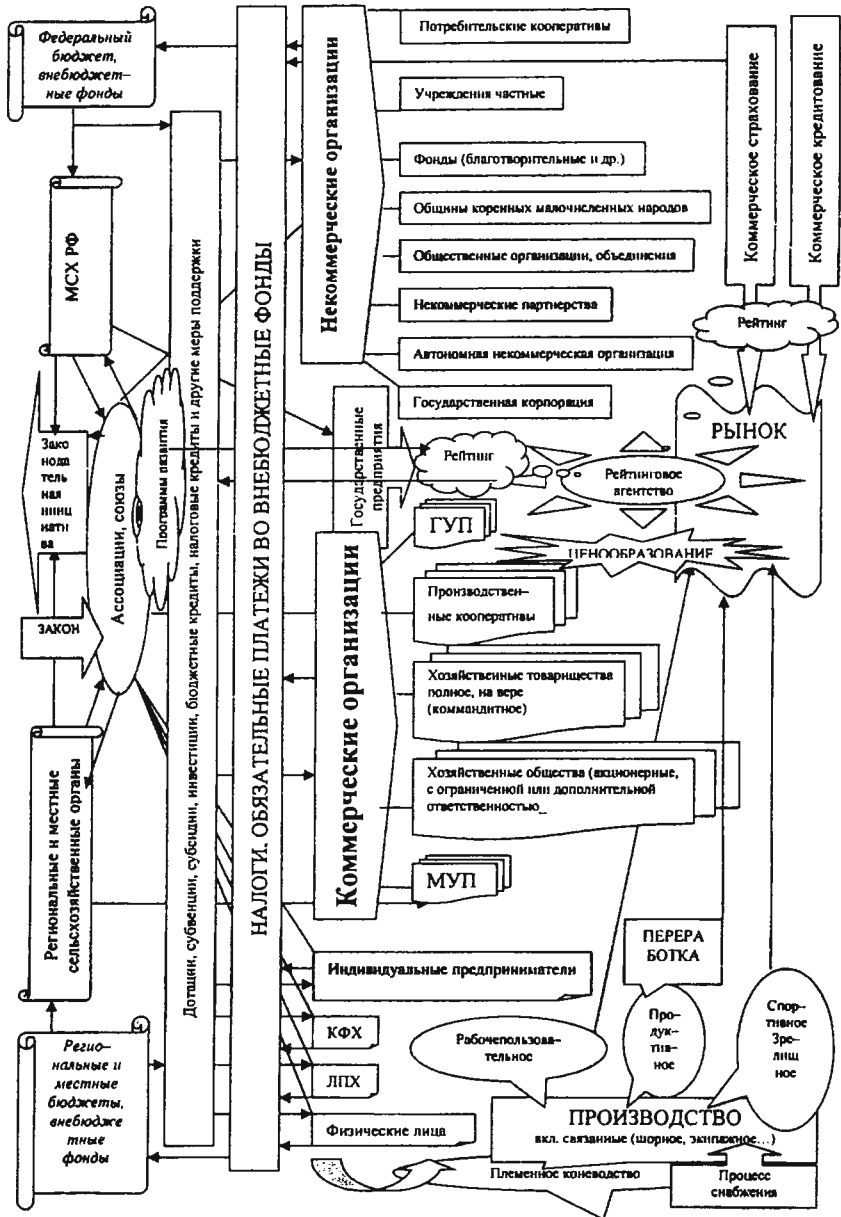 Федеральный
бюджет,
внебюджет–
ные фонды
МСХ РФ
Зако
нода
тель
ная
иници
атив
а
Ассоциации, союзы
Программы развития
ЗАКОН
Региональные и местные
сельскохозяйственные органы
Регио–
нальные и
местные
бюджеты,
внебюдже
тные
фонды
Дотации, субвенции, субсидии, инвестиции, бюджетные кредиты, налоговые кредиты и другие меры поддержки
НАЛОГИ. ОБЯЗАТЕЛЬНЫЕ ПЛАТЕЖИ ВО ВНЕБЮДЖЕТНЫЕ ФОНДЫ
Некоммерческие организации
Потребительские кооперативы
Учреждения частные
Фонды (благотворительные и др.)
Общины коренных малочисленных народов
Общественные организации, объединения
Некоммерческие партнерства
Автономная некоммерческая организация
Государственная корпорация
Коммерческое страхование
Коммерческое кредитование
Рейтинг
РЫНОК
Рейтинговое
агентство
Рейтинг
ЦЕНООБРАЗОВАНИЕ
Государственные
предприятия
Коммерческие организации
ГУП
Производствен–
ные кооперативы
Хозяйственные товарищества
полное, на вере
(коммандитное)
Хозяйственные общества (акционерные,
с ограниченной или дополнительной
ответственностью_
МУП
Индивидуальные предприниматели
КФХ
ЛПХ
Физические лица
ПЕРЕРА
БОТКА
Рабочепользова–
тельное
Про–
дук–
тив–
ное
Спор–
тивное
Зре–
лищ
ное
ПРОИЗВОДСТВО
вкл. связанные (шорное, экипажное...)
Племенное коневодство
Процесс
снабжения